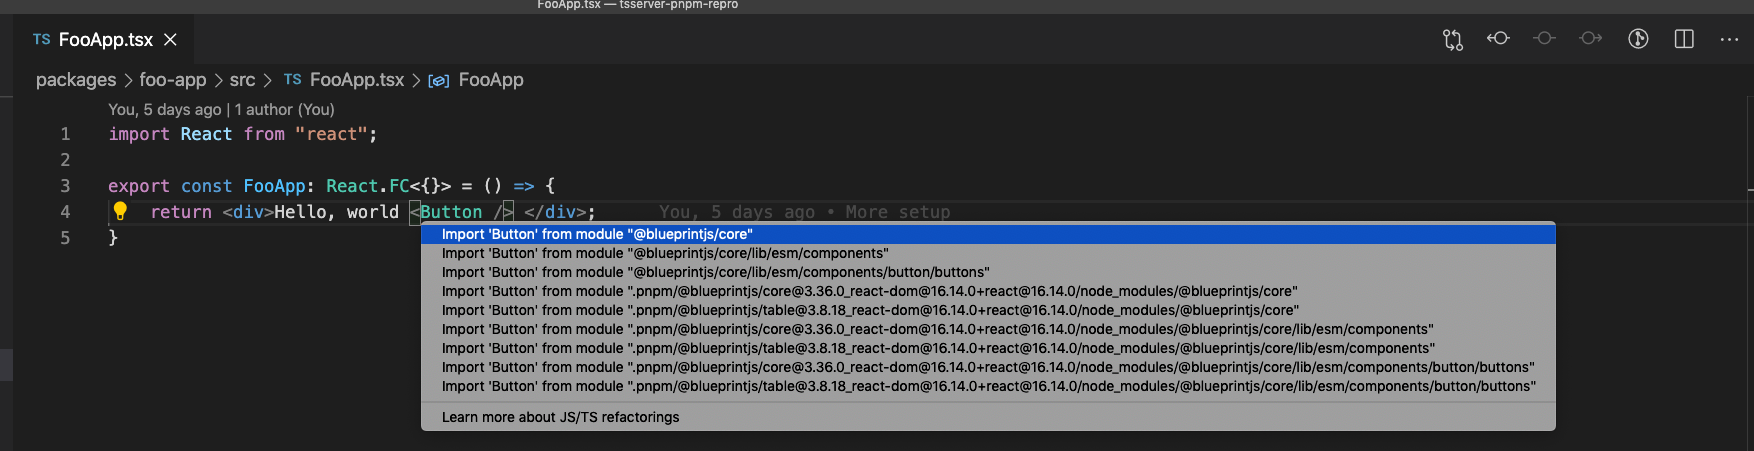 FooApp.tsx — tsserver-pnpm-repro
TS FooApp.tsx
packages > foo-app > src > TS FooApp.tsx > FooApp
You, 5 days ago | 1 author (You)
1 import React from "react";
2
3 export const FooApp: React.FC<{}> = () => {
4 return <div>Hello, world <Button /> </div>; You, 5 days ago • More setup
5 }
Import 'Button' from module "@blueprintjs/core"
Import 'Button' from module "@blueprintjs/core/lib/esm/components"
Import 'Button' from module "@blueprintjs/core/lib/esm/components/button/buttons"
Import 'Button' from module ".pnpm/@blueprintjs/core@3.36.0_react-dom@16.14.0+react@16.14.0/node_modules/@blueprintjs/core"
Import 'Button' from module ".pnpm/@blueprintjs/table@3.8.18_react-dom@16.14.0+react@16.14.0/node_modules/@blueprintjs/core"
Import 'Button' from module ".pnpm/@blueprintjs/core@3.36.0_react-dom@16.14.0+react@16.14.0/node_modules/@blueprintjs/core/lib/esm/components"
Import 'Button' from module ".pnpm/@blueprintjs/table@3.8.18_react-dom@16.14.0+react@16.14.0/node_modules/@blueprintjs/core/lib/esm/components"
Import 'Button' from module ".pnpm/@blueprintjs/core@3.36.0_react-dom@16.14.0+react@16.14.0/node_modules/@blueprintjs/core/lib/esm/components/button/buttons"
Import 'Button' from module ".pnpm/@blueprintjs/table@3.8.18_react-dom@16.14.0+react@16.14.0/node_modules/@blueprintjs/core/lib/esm/components/button/buttons"
Learn more about JS/TS refactorings